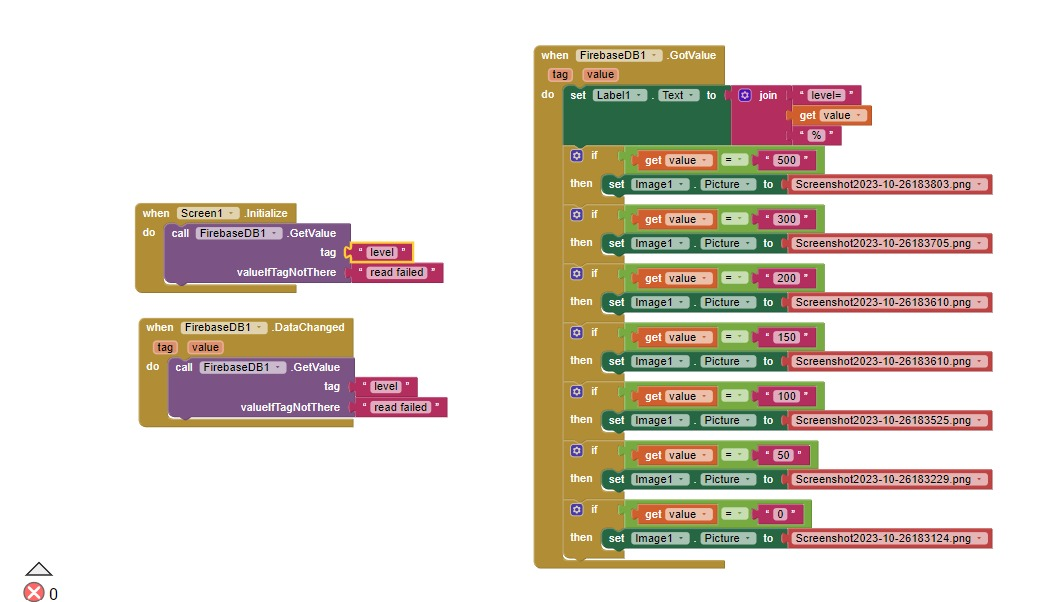 when Screen1 .Initialize
do call FirebaseDB1 .GetValue
tag " level "
valueIfTagNotThere " read failed "
when FirebaseDB1 .DataChanged
tag value
do call FirebaseDB1 .GetValue
tag " level "
valueIfTagNotThere " read failed "
0
when FirebaseDB1 .GotValue
tag value
do set Label1 . Text to join " level= "
get value
" % "
if get value = " 500 "
then set Image1 . Picture to Screenshot2023-10-26183803.png
if get value = " 300 "
then set Image1 . Picture to Screenshot2023-10-26183705.png
if get value = " 200 "
then set Image1 . Picture to Screenshot2023-10-26183610.png
if get value = " 150 "
then set Image1 . Picture to Screenshot2023-10-26183610.png
if get value = " 100 "
then set Image1 . Picture to Screenshot2023-10-26183525.png
if get value = " 50 "
then set Image1 . Picture to Screenshot2023-10-26183229.png
if get value = " 0 "
then set Image1 . Picture to Screenshot2023-10-26183124.png